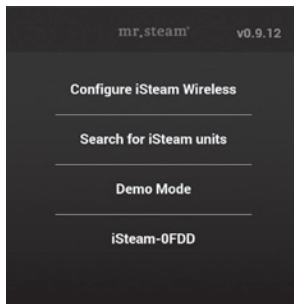 mr.steam® v0.9.12
Configure iSteam Wireless
Search for iSteam units
Demo Mode
iSteam-0FDD